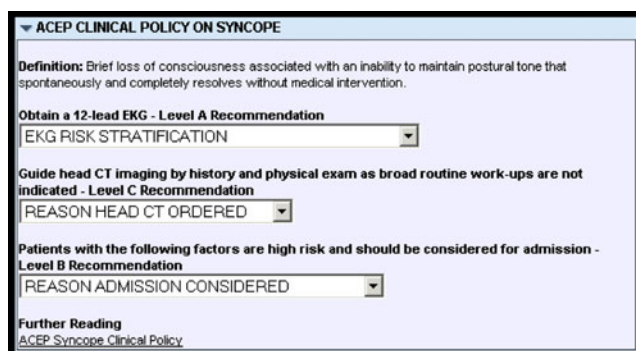 ACEP CLINICAL POLICY ON SYNCOPE
Definition: Brief loss of consciousness associated with an inability to maintain postural tone that
spontaneously and completely resolves without medical intervention.
Obtain a 12-lead EKG - Level A Recommendation
EKG RISK STRATIFICATION
Guide head CT imaging by history and physical exam as broad routine work-ups are not
indicated - Level C Recommendation
REASON HEAD CT ORDERED
Patients with the following factors are high risk and should be considered for admission -
Level B Recommendation
REASON ADMISSION CONSIDERED
Further Reading
ACEP Syncope Clinical Policy